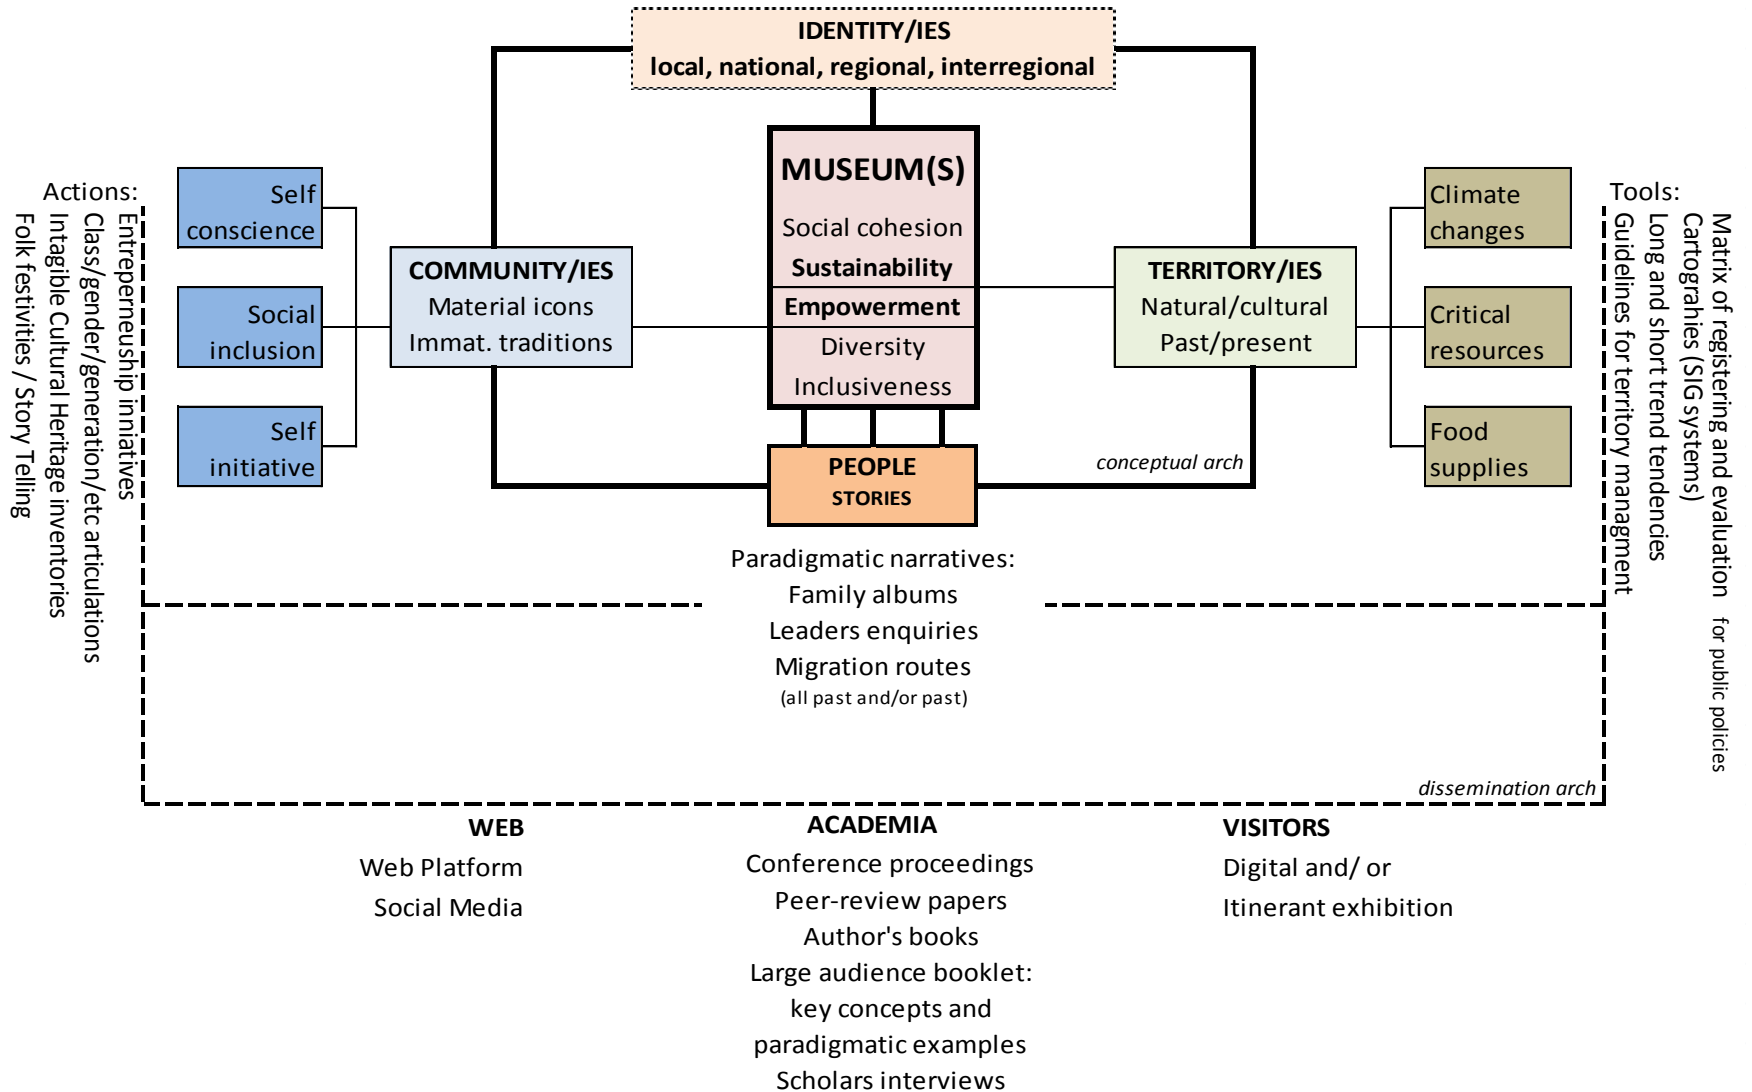 IDENTITY/IES
local, national, regional, interregional
MUSEUM(S)
Social cohesion
Sustainability
Empowerment
Diversity
Inclusiveness
Actions:
Entreperneuship inniatives
Class/gender/generation/etc articulations
Intagible Cultural Heritage inventories
Folk festivities / Story Telling
Self
conscience
Social
inclusion
Self
initiative
COMMUNITY/IES
Material icons
Immat. traditions
TERRITORY/IES
Natural/cultural
Past/present
Climate
changes
Critical
resources
Food
supplies
Tools:
Matrix of registering and evaluation for public policies
Cartograhies (SIG systems)
Long and short trend tendencies
Guidelines for territory managment
PEOPLE
STORIES
conceptual arch
Paradigmatic narratives:
Family albums
Leaders enquiries
Migration routes
(all past and/or past)
dissemination arch
WEB
Web Platform
Social Media
ACADEMIA
Conference proceedings
Peer-review papers
Author's books
Large audience booklet:
key concepts and
paradigmatic examples
Scholars interviews
VISITORS
Digital and/ or
Itinerant exhibition